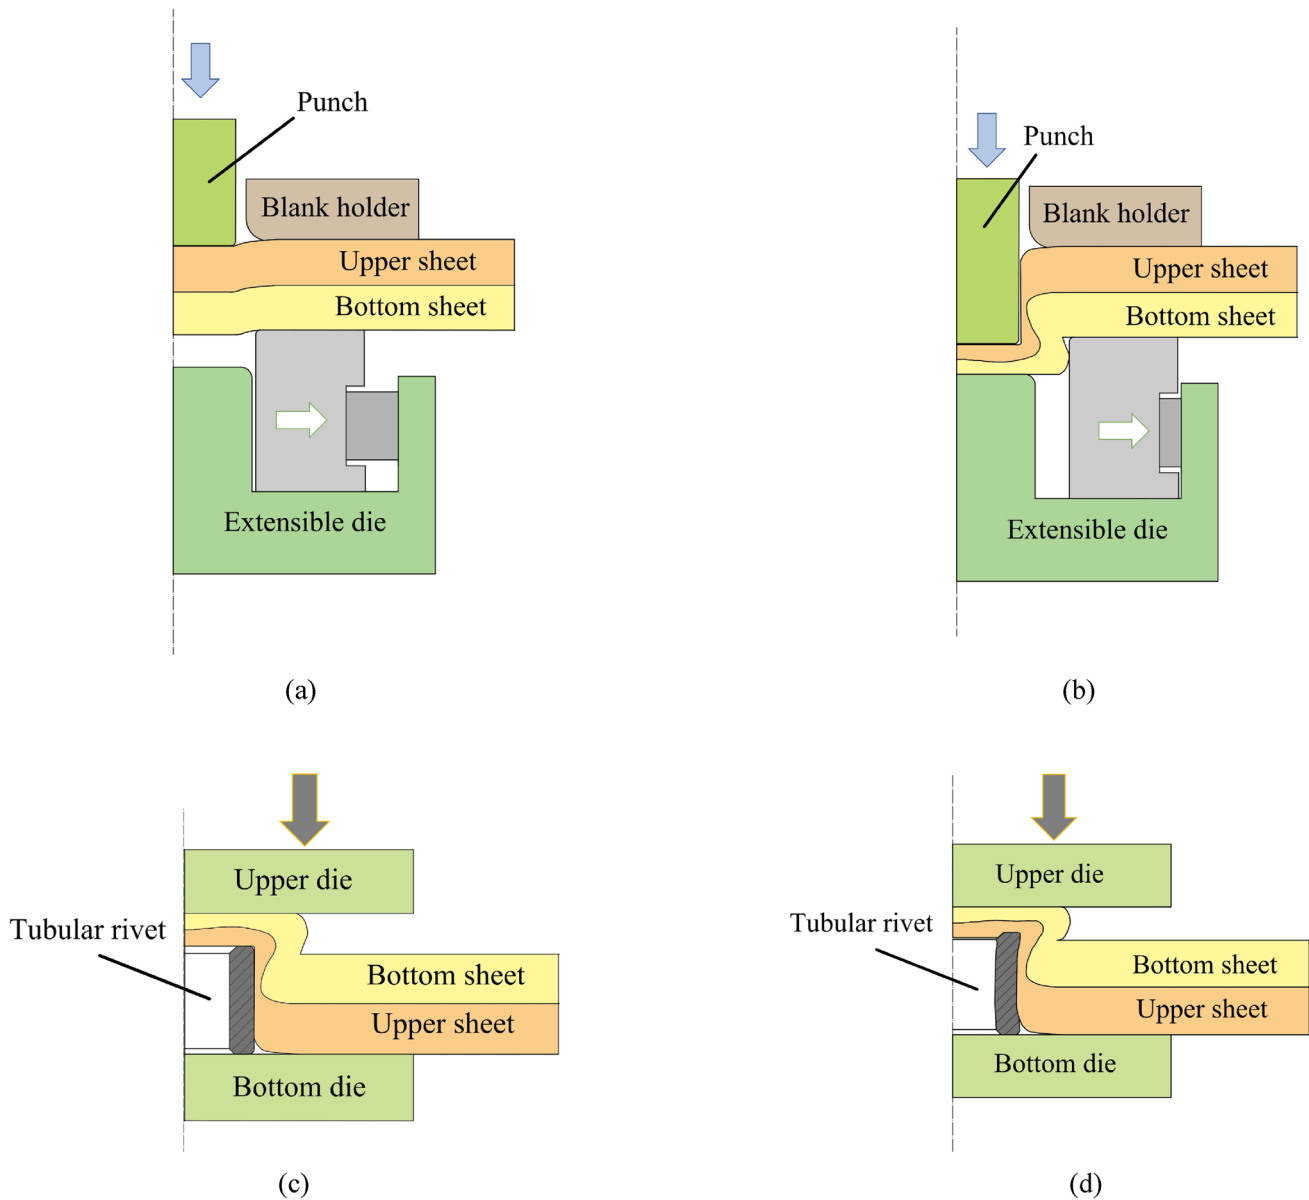 Punch
Blank holder
Upper sheet
Bottom sheet
Extensible die
(a)
Punch
Blank holder
Upper sheet
Bottom sheet
Extensible die
(b)
Upper die
Tubular rivet
Bottom sheet
Upper sheet
Bottom die
(c)
Upper die
Tubular rivet
Bottom sheet
Upper sheet
Bottom die
(d)